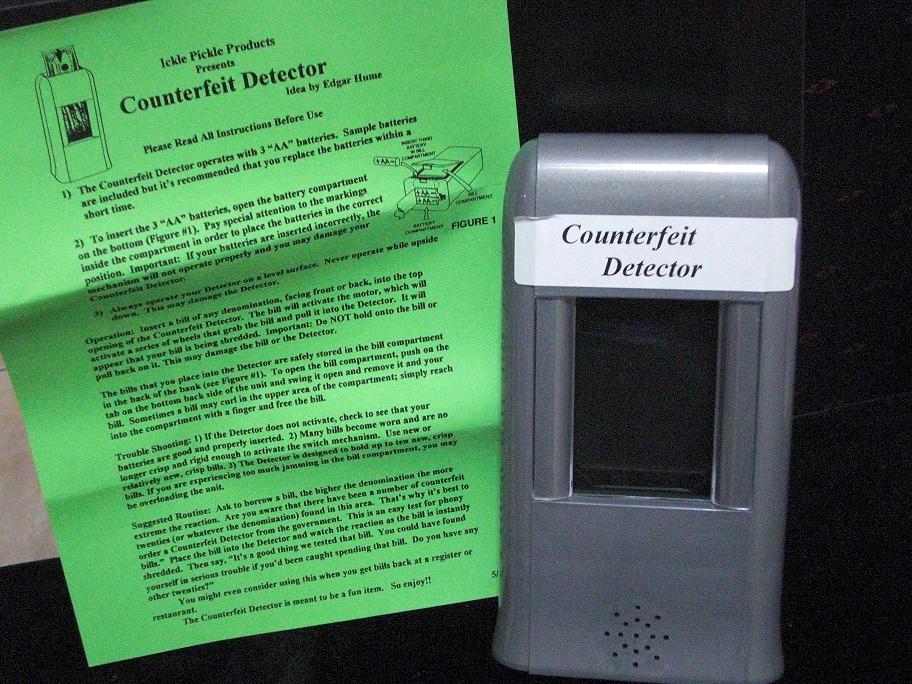 Ickle Pickle Products
Presents
Counterfeit Detector
Idea by Edgar Hume
Please Read All Instructions Before Use
1) The Counterfeit Detector operates with 3 “AA” batteries. Sample batteries
are included but it's recommended that you replace the batteries within a
short time.
INSERT THIRD
BATTERY
IN BILL
COMPARTMENT
AA
AA
AA
BILL
COMPARTMENT
BATTERY
COMPARTMENT
FIGURE 1
2) To insert the 3 “AA” batteries, open the battery compartment
on the bottom (Figure #1). Pay special attention to the markings
inside the compartment in order to place the batteries in the correct
position. Important: If your batteries are inserted incorrectly, the
mechanism will not operate properly and you may damage your
Counterfeit Detector.
3) Always operate your Detector on a level surface. Never operate while upside
down. This may damage the Detector.
Operation: Insert a bill of any denomination, facing front or back, into the top
opening of the Counterfeit Detector. The bill will activate the motor, which will
activate a series of wheels that grab the bill and pull it into the Detector. It will
appear that your bill is being shredded. Important: Do NOT hold onto the bill or
pull back on it. This may damage the bill or the Detector.
The bills that you place into the Detector are safely stored in the bill compartment
in the back of the bank (see Figure #1). To open the bill compartment, push on the
tab on the bottom back side of the unit and swing it open and remove it and your
bill. Sometimes a bill may curl in the upper area of the compartment; simply reach
into the compartment with a finger and free the bill.
Trouble Shooting: 1) If the Detector does not activate, check to see that your
batteries are good and properly inserted. 2) Many bills become worn and are no
longer crisp and rigid enough to activate the switch mechanism. Use new or
relatively new, crisp bills. 3) The Detector is designed to hold up to ten new, crisp
bills. If you are experiencing too much jamming in the bill compartment, you may
be overloading the unit.
Suggested Routine: Ask to borrow a bill, the higher the denomination the more
extreme the reaction. Are you aware that there have been a number of counterfeit
twenties (or whatever the denomination) found in this area. That's why it's best to
order a Counterfeit Detector from the government. This is an easy test for phony
bills.” Place the bill into the Detector and watch the reaction as the bill is instantly
shredded. Then say, “It's a good thing we tested that bill. You could have found
yourself in serious trouble if you'd been caught spending that bill. Do you have any
other twenties?”
You might even consider using this when you get bills back at a register or
restaurant.
The Counterfeit Detector is meant to be a fun item. So enjoy!!
5/
Counterfeit
Detector